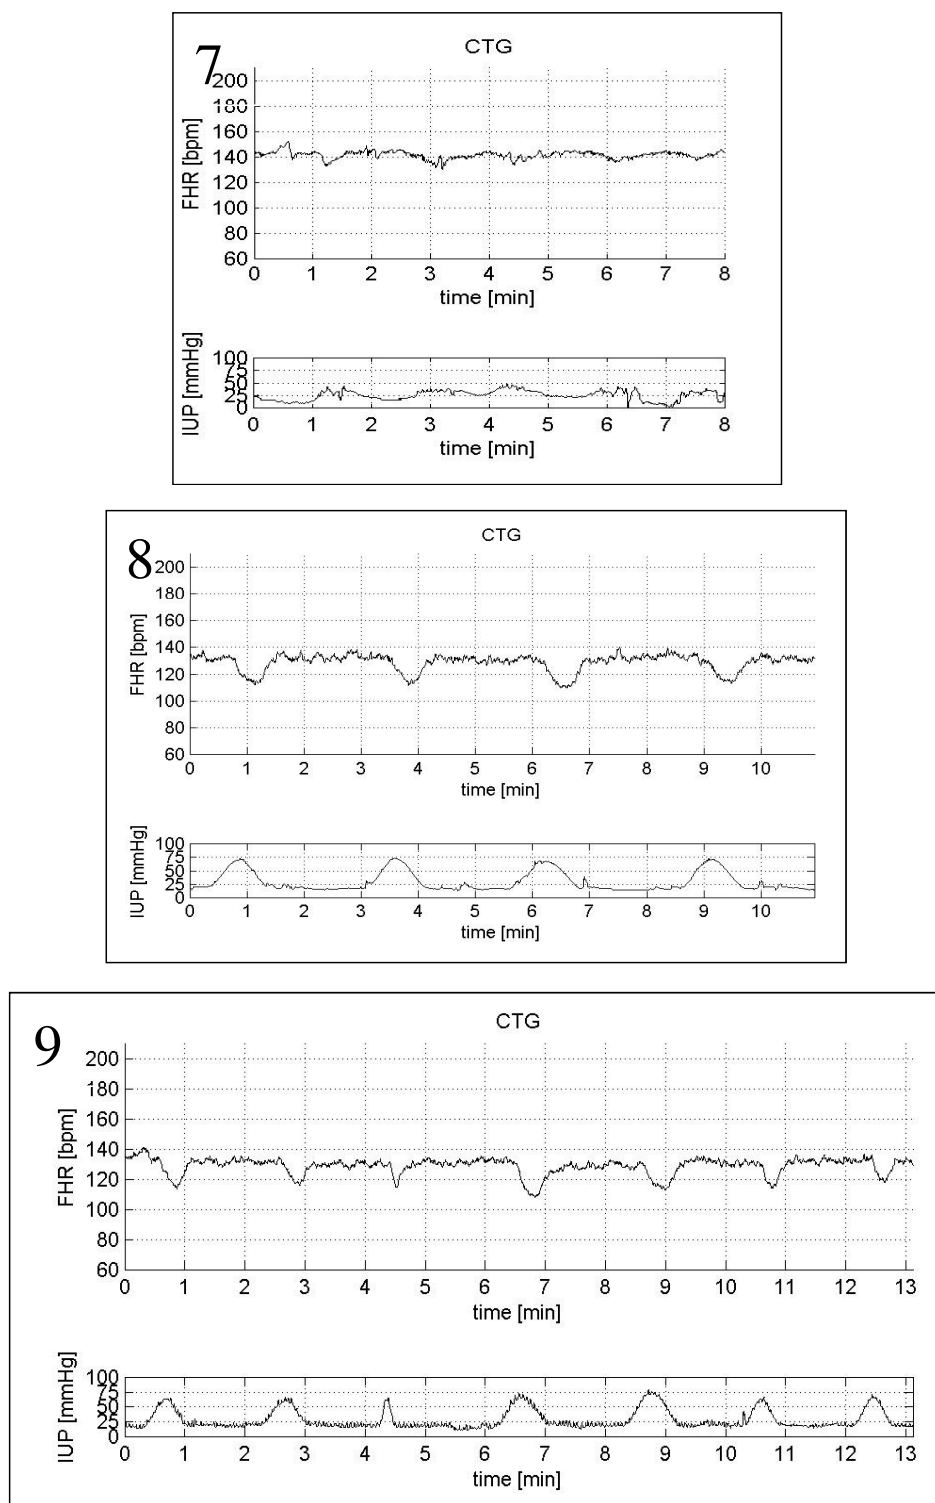 7
CTG
FHR [bpm]
200
180
160
140
120
100
80
60
0 1 2 3 4 5 6 7 8
time [min]
IUP [mmHg]
100
75
50
25
0
0 1 2 3 4 5 6 7 8
time [min]
8
CTG
FHR [bpm]
200
180
160
140
120
100
80
60
0 1 2 3 4 5 6 7 8 9 10
time [min]
IUP [mmHg]
100
75
50
25
0
0 1 2 3 4 5 6 7 8 9 10
time [min]
9
CTG
FHR [bpm]
200
180
160
140
120
100
80
60
0 1 2 3 4 5 6 7 8 9 10 11 12 13
time [min]
IUP [mmHg]
100
75
50
25
0
0 1 2 3 4 5 6 7 8 9 10 11 12 13
time [min]